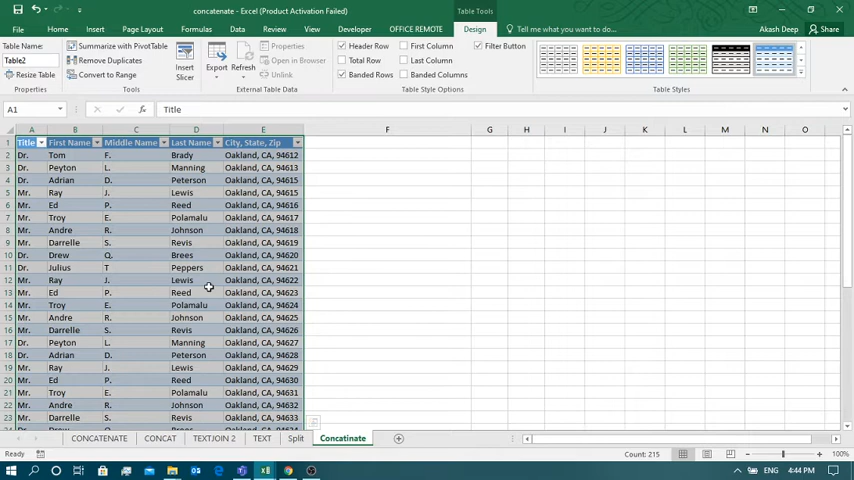 concatenate - Excel (Product Activation Failed)
Table Tools
File Home Insert Page Layout Formulas Data Review View Developer OFFICE REMOTE Design Tell me what you want to do... Akash Deep Share
Table Name:
Table2
Resize Table
Properties
Summarize with PivotTable
Remove Duplicates
Convert to Range
Tools
Insert
Slicer
Export
Refresh
Properties
Open in Browser
Unlink
External Table Data
Header Row
Total Row
Banded Rows
First Column
Last Column
Banded Columns
Filter Button
Table Style Options
Table Styles
A1 fx Title
A B C D E F G H I J K L M N O
1 Title First Name Middle Name Last Name City, State, Zip
2 Dr. Tom F. Brady Oakland, CA, 94612
3 Dr. Peyton L. Manning Oakland, CA, 94613
4 Dr. Adrian D. Peterson Oakland, CA, 94615
5 Mr. Ray J. Lewis Oakland, CA, 94615
6 Mr. Ed P. Reed Oakland, CA, 94616
7 Mr. Troy E. Polamalu Oakland, CA, 94617
8 Mr. Andre R. Johnson Oakland, CA, 94618
9 Mr. Darrelle S. Revis Oakland, CA, 94619
10 Dr. Drew Q. Brees Oakland, CA, 94620
11 Dr. Julius T Peppers Oakland, CA, 94621
12 Mr. Ray J. Lewis Oakland, CA, 94622
13 Mr. Ed P. Reed Oakland, CA, 94623
14 Mr. Troy E. Polamalu Oakland, CA, 94624
15 Mr. Andre R. Johnson Oakland, CA, 94625
16 Mr. Darrelle S. Revis Oakland, CA, 94626
17 Dr. Peyton L. Manning Oakland, CA, 94627
18 Dr. Adrian D. Peterson Oakland, CA, 94628
19 Mr. Ray J. Lewis Oakland, CA, 94629
20 Mr. Ed P. Reed Oakland, CA, 94630
21 Mr. Troy E. Polamalu Oakland, CA, 94631
22 Mr. Andre R. Johnson Oakland, CA, 94632
23 Mr. Darrelle S. Revis Oakland, CA, 94633
CONCATENATE CONCAT TEXTJOIN 2 TEXT Split Concatinate
Ready Count: 215 100%
ENG 4:44 PM